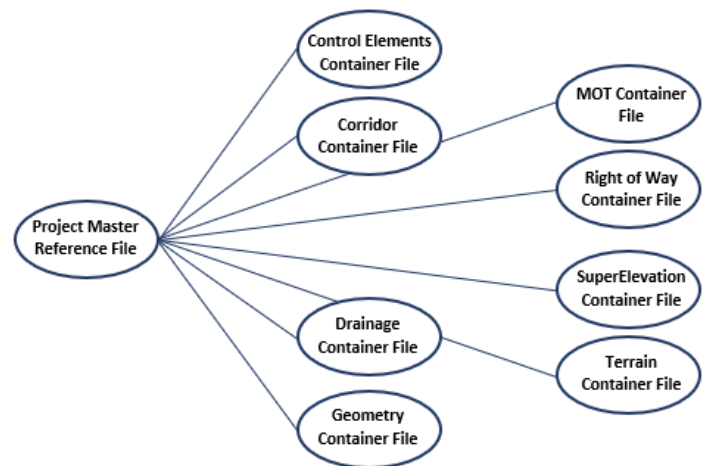 Control Elements
Container File
Corridor
Container File
MOT Container
File
Right of Way
Container File
Project Master
Reference File
SuperElevation
Container File
Drainage
Container File
Terrain
Container File
Geometry
Container File